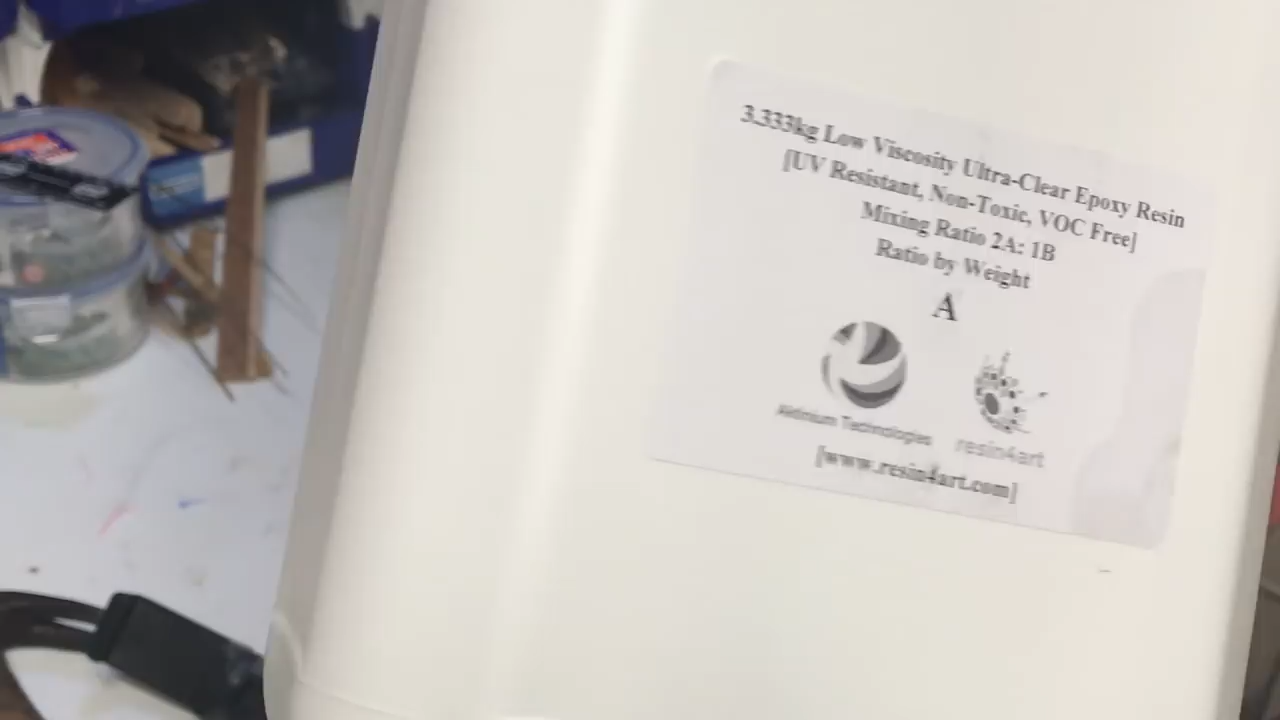 3.333kg Low Viscosity Ultra-Clear Epoxy Resin
[UV Resistant, Non-Toxic, VOC Free]
Mixing Ratio 2A: 1B
Ratio by Weight
A
Technologies
resin4art
[www.resin4art.com]